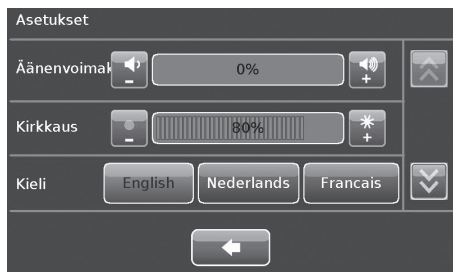 Asetukset
Äänenvoimak 0%
Kirkkaus 80%
Kieli English Nederlands Francais